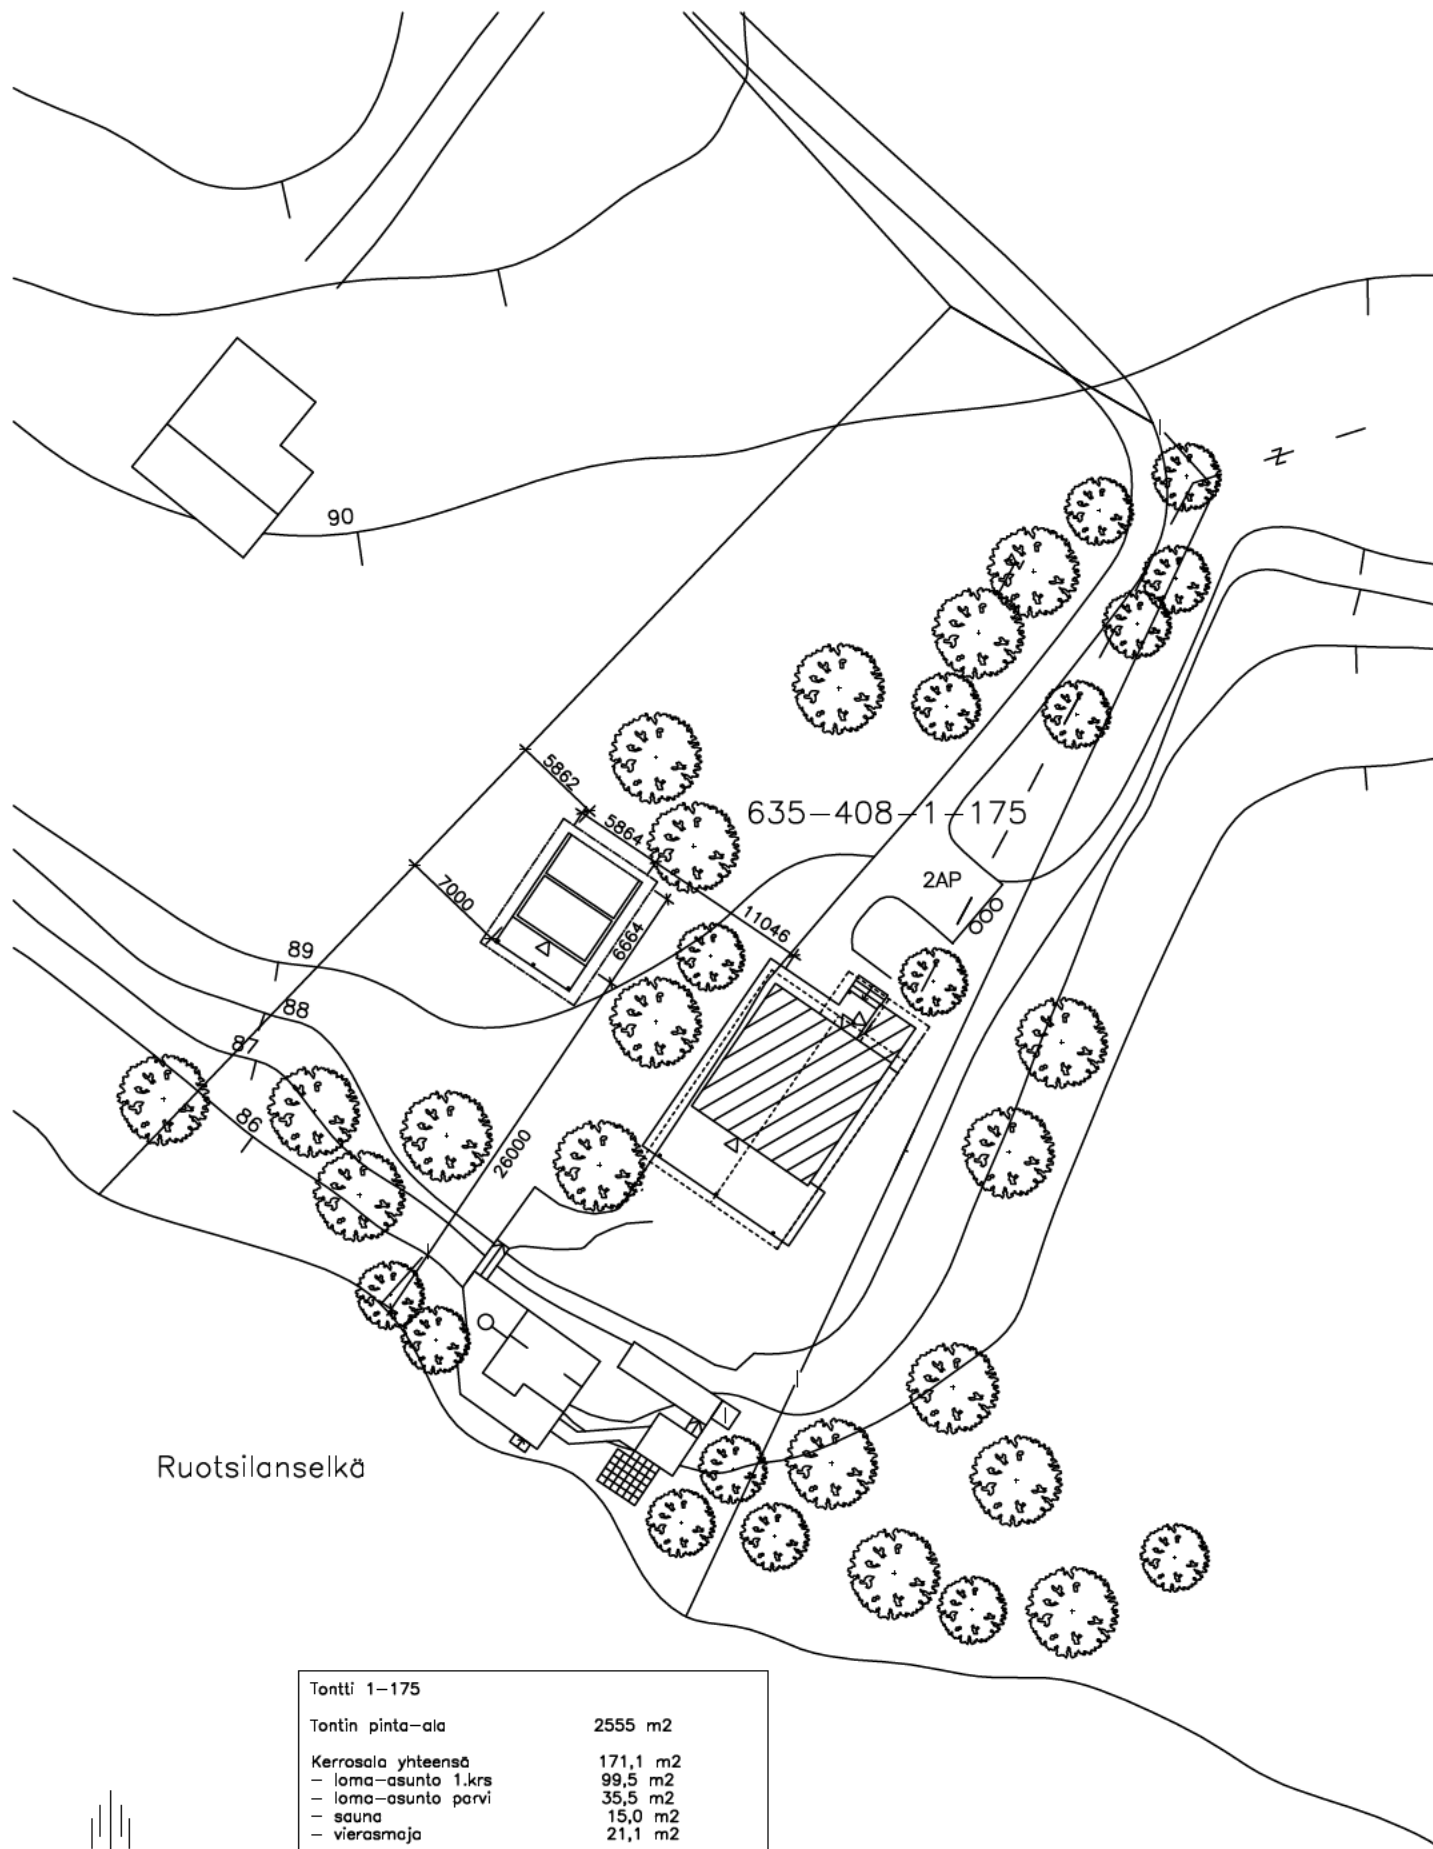 90
5862
635-408-1-175
5864
2AP
7000
11046
6664
89
88
87
86
26000
Ruotsilanselkä
Tontti 1-175
Tontin pinta-ala 2555 m2
Kerrosala yhteensä 171,1 m2
- loma-asunto 1.krs 99,5 m2
- loma-asunto parvi 35,5 m2
- sauna 15,0 m2
- vierasmaja 21,1 m2